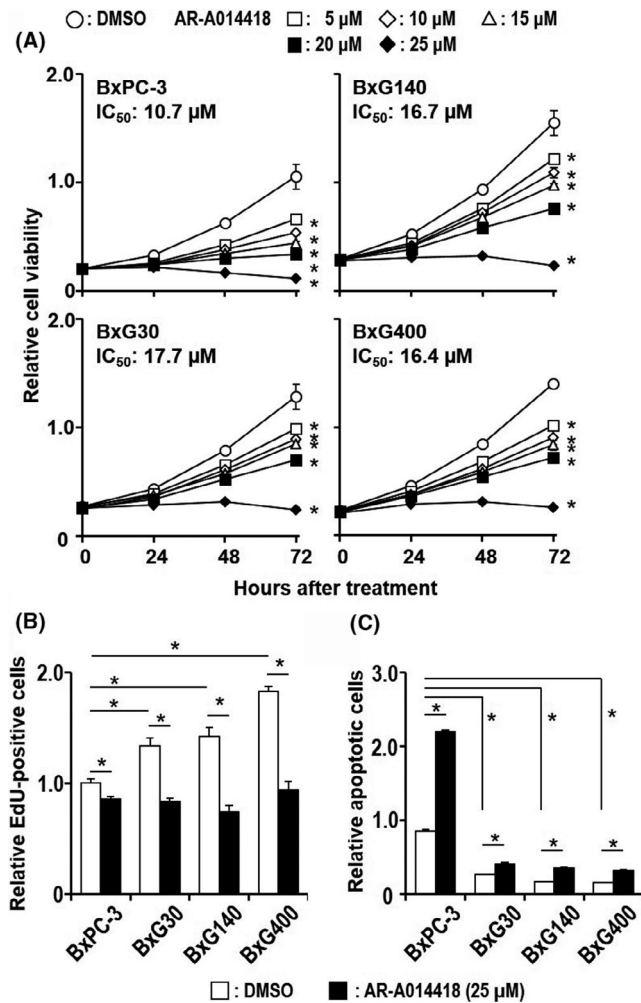 ○ : DMSO AR-A014418 □ : 5 µM ◇ : 10 µM △ : 15 µM
■ : 20 µM ◆ : 25 µM
(A)
BxPC-3
IC50: 10.7 µM
BxG140
IC50: 16.7 µM
2.0
1.0
0
* * * * *
* * * * *
BxG30
IC50: 17.7 µM
BxG400
IC50: 16.4 µM
2.0
1.0
0
* * * * *
* * * * *
0 24 48 72 0 24 48 72
Relative cell viability
Hours after treatment
(B)
Relative EdU-positive cells
2.0
1.0
0
* * * * * * *
BxPC-3 BxG30 BxG140 BxG400
(C)
Relative apoptotic cells
4.0
3.0
2.0
1.0
0
* * * * * * *
BxPC-3 BxG30 BxG140 BxG400
□ : DMSO ■ : AR-A014418 (25 µM)